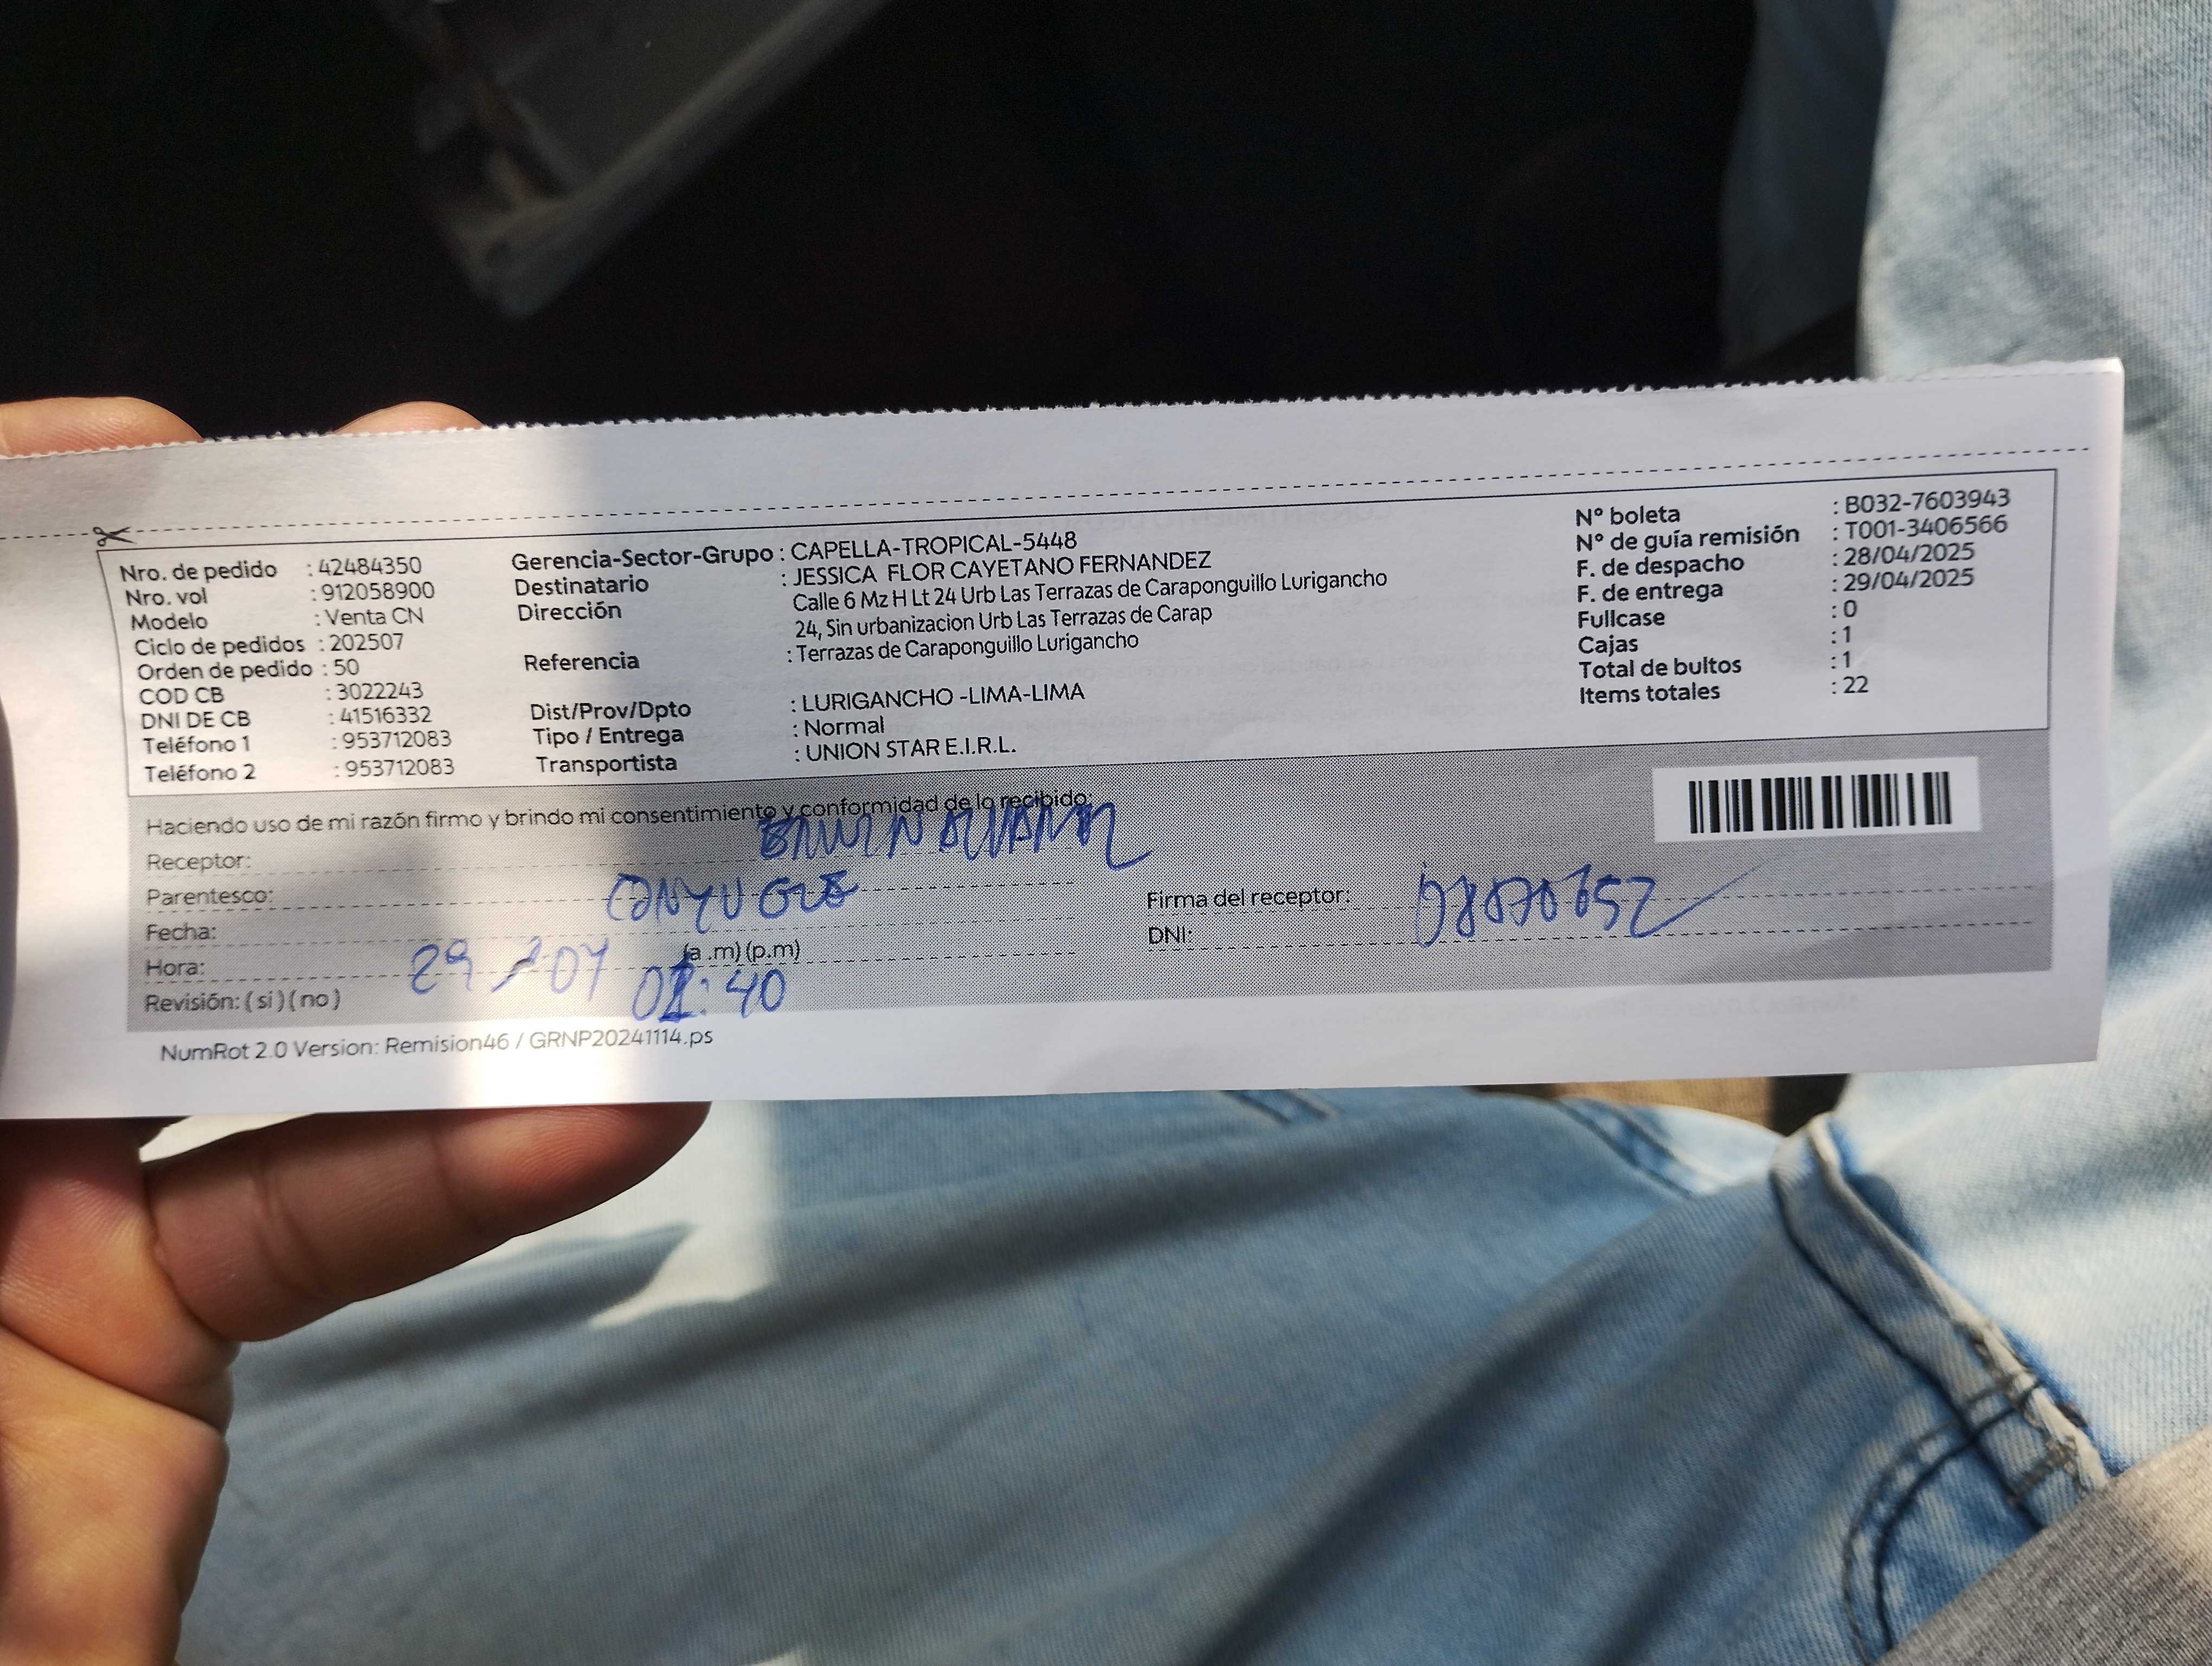 Nro. de pedido : 42484350
Nro. vol : 912058900
Modelo : Venta CN
Ciclo de pedidos : 202507
Orden de pedido : 50
COD CB : 3022243
DNI DE CB : 41516332
Teléfono 1 : 953712083
Teléfono 2 : 953712083
Gerencia-Sector-Grupo : CAPELLA-TROPICAL-5448
Destinatario : JESSICA FLOR CAYETANO FERNANDEZ
Dirección Calle 6 Mz H Lt 24 Urb Las Terrazas de Caraponguillo Lurigancho
24, Sin urbanizacion Urb Las Terrazas de Carap
Referencia : Terrazas de Caraponguillo Lurigancho
Dist/Prov/Dpto : LURIGANCHO -LIMA-LIMA
Tipo / Entrega : Normal
Transportista : UNION STAR E.I.R.L.
N° boleta : B032-7603943
N° de guía remisión : T001-3406566
F. de despacho : 28/04/2025
F. de entrega : 29/04/2025
Fullcase : 0
Cajas : 1
Total de bultos : 1
Items totales : 22
Haciendo uso de mi razón firmo y brindo mi consentimiento y conformidad de lo recibido:
Receptor:
Parentesco: CONYUGUE
Fecha:
Hora: (a .m) (p.m)
29 / 04
Revisión: ( si ) ( no ) :40
Firma del receptor:
DNI:
NumRot 2.0 Version: Remision46 / GRNP20241114.ps